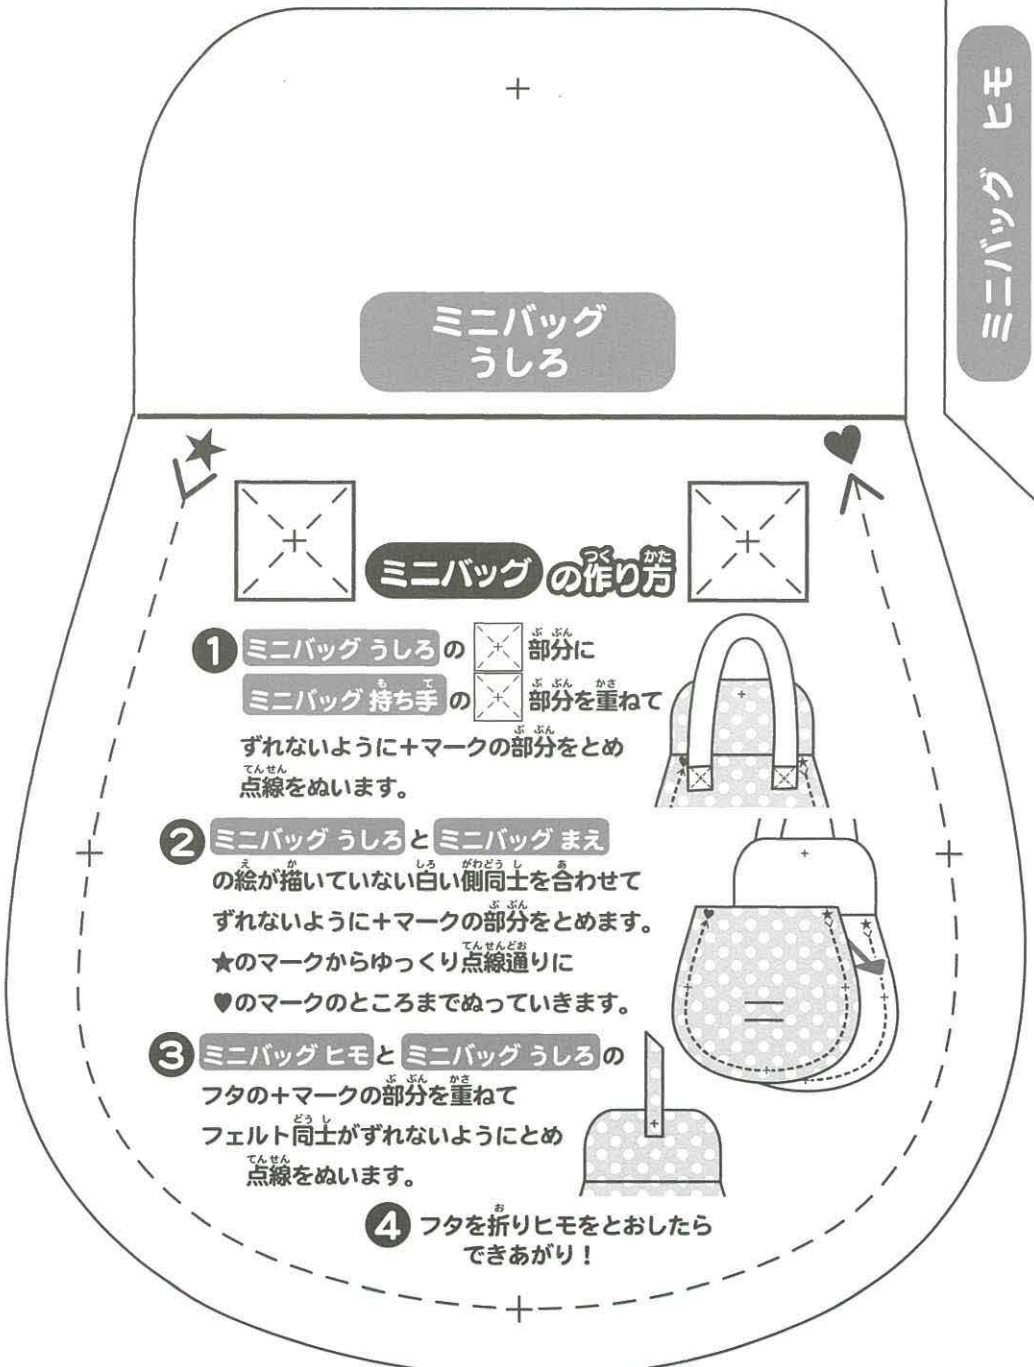 ミニバッグ
うしろ
ミニバッグ ヒモ
ミニバッグ の作り方
1 ミニバッグ うしろ の 部分に
ミニバッグ 持ち手 の 部分を重ねて
ずれないように+マークの部分をとめ
点線をぬいます。
2 ミニバッグ うしろ と ミニバッグ まえ
の絵が描いていない白い側同士を合わせて
ずれないように+マークの部分をとめます。
★のマークからゆっくり点線通りに
♥のマークのところまでぬっていきます。
3 ミニバッグ ヒモ と ミニバッグ うしろ の
フタの+マークの部分を重ねて
フェルト同士がずれないようにとめ
点線をぬいます。
4 フタを折りヒモをとおしたら
できあがり!